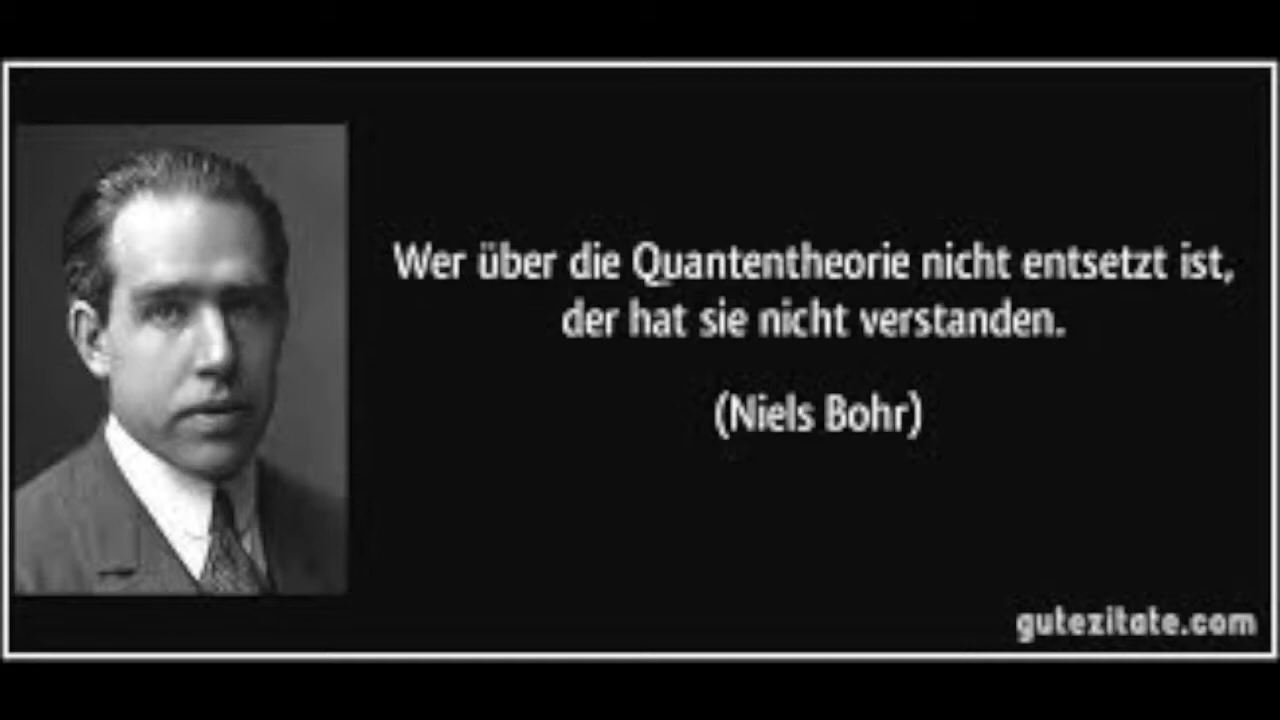 Wer über die Quantentheorie nicht entsetzt ist,
der hat sie nicht verstanden.
(Niels Bohr)
gutezitate.com